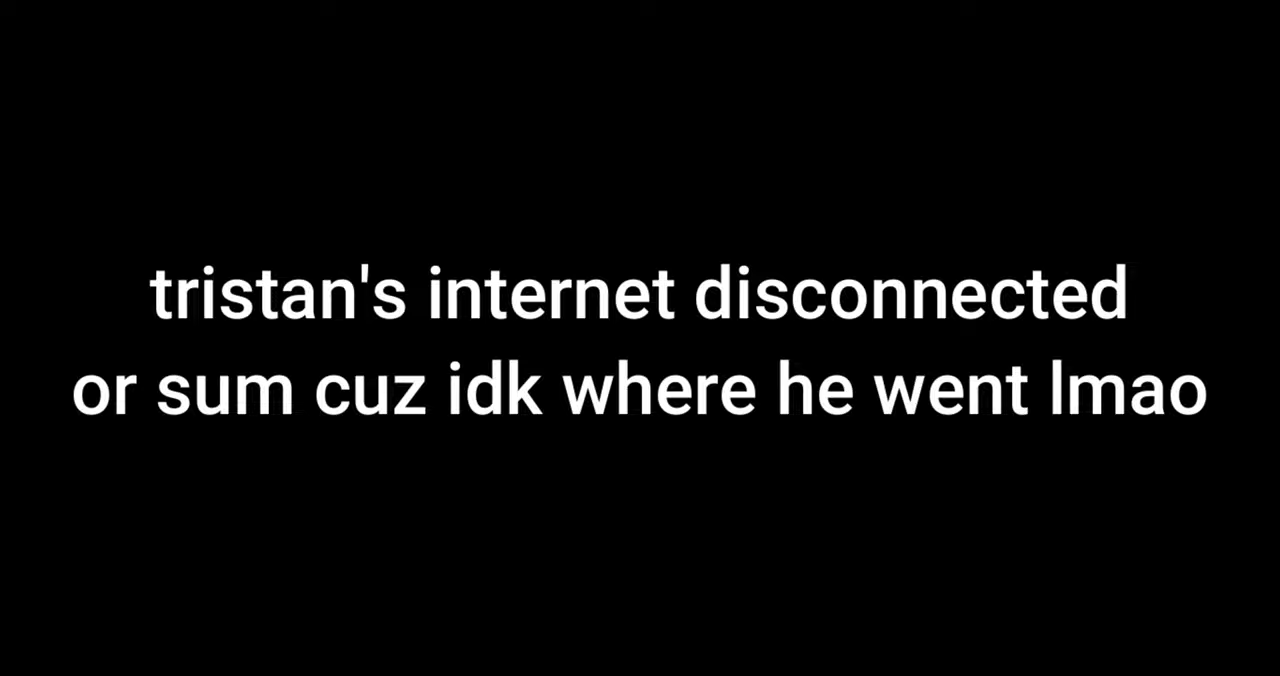 tristan's internet disconnected
or sum cuz idk where he went lmao